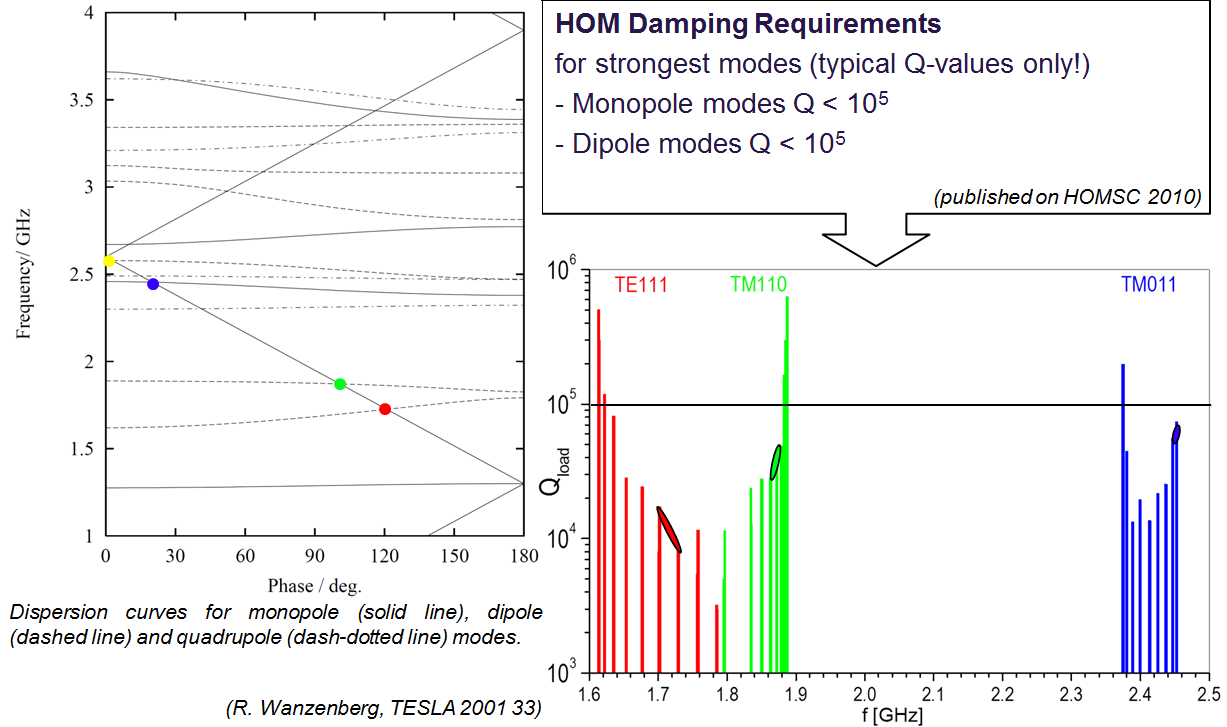 HOM Damping Requirements
for strongest modes (typical Q-values only!)
- Monopole modes Q < 10⁵
- Dipole modes Q < 10⁵
(published on HOMSC 2010)
4
3.5
3
2.5
2
1.5
1
Frequency/ GHz
0 30 60 90 120 150 180
Phase / deg.
Dispersion curves for monopole (solid line), dipole
(dashed line) and quadrupole (dash-dotted line) modes.
(R. Wanzenberg, TESLA 2001 33)
TE111 TM110 TM011
10⁶
10⁵
10⁴
10³
Qload
1.6 1.7 1.8 1.9 2.0 2.1 2.2 2.3 2.4 2.5
f [GHz]